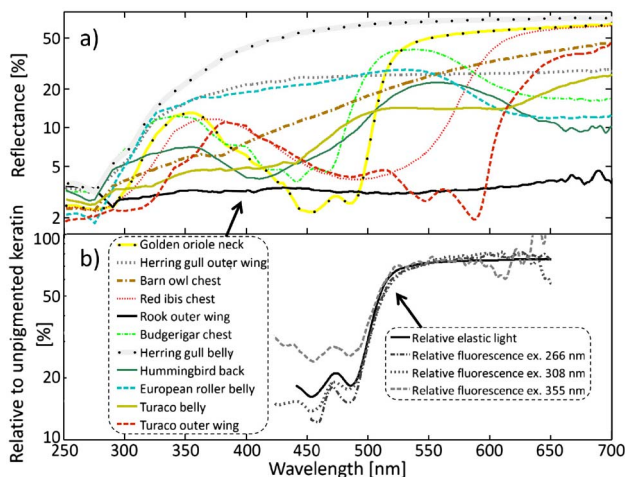 a)
Reflectance [%]
50
20
10
5
2
b)
Relative to unpigmented keratin
[%]
100
50
20
10
Golden oriole neck
Herring gull outer wing
Barn owl chest
Red ibis chest
Rook outer wing
Budgerigar chest
Herring gull belly
Hummingbird back
European roller belly
Turaco belly
Turaco outer wing
Relative elastic light
Relative fluorescence ex. 266 nm
Relative fluorescence ex. 308 nm
Relative fluorescence ex. 355 nm
250 300 350 400 450 500 550 600 650 700
Wavelength [nm]